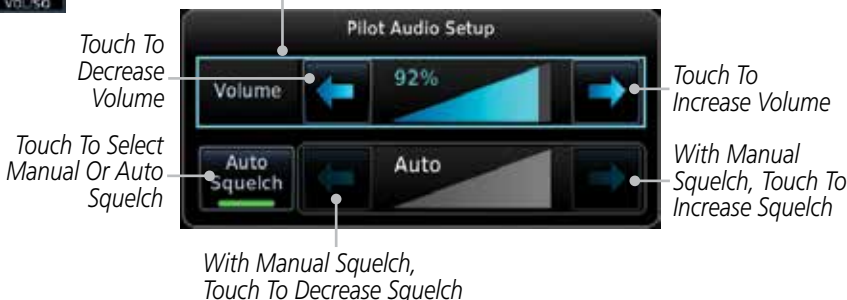 Pilot Audio Setup
Touch To
Decrease
Volume
Volume
92%
Touch To
Increase Volume
Touch To Select
Manual Or Auto
Squelch
Auto
Squelch
Auto
With Manual
Squelch, Touch To
Increase Squelch
With Manual Squelch,
Touch To Decrease Squelch